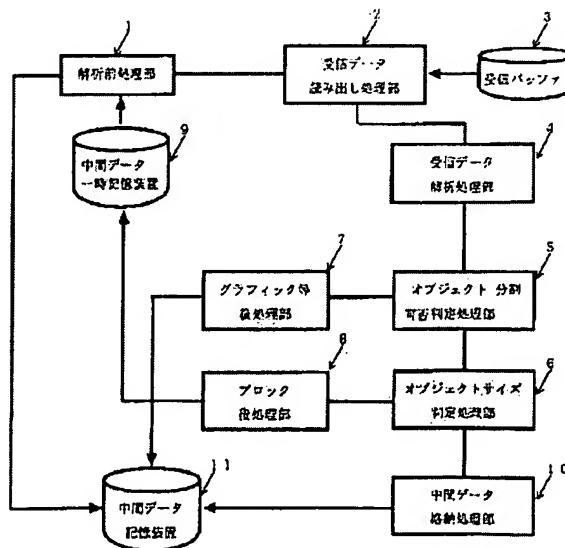 1
2
3
解析前処理部
受信データ
読み出し処理部
受信バッファ
9
4
中間データ
一時記憶装置
受信データ
解析処理部
7
5
グラフィック等
後処理部
オブジェクト 分割
可否判定処理部
8
6
ブロック
後処理部
オブジェクトサイズ
判定処理部
11
10
中間データ
記憶装置
中間データ
格納処理部